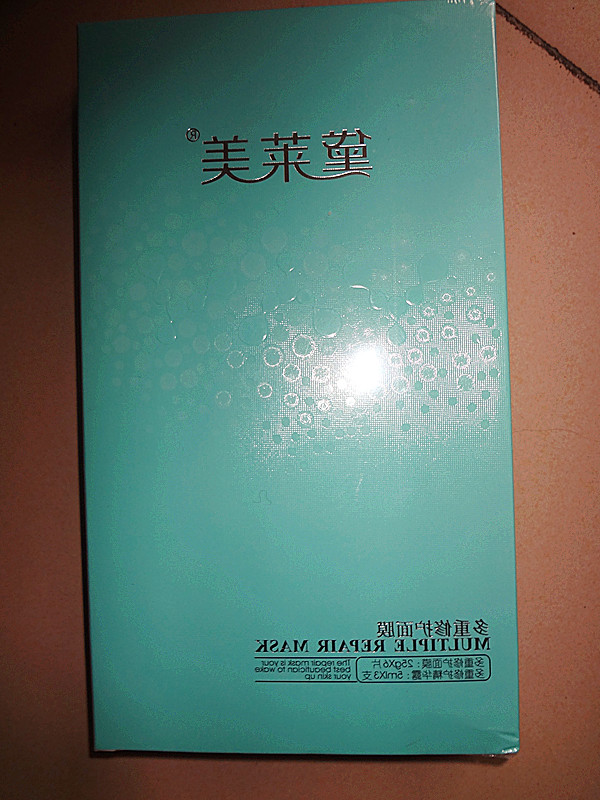 黛莱美®
多重修护面膜
MULTIPLE REPAIR MASK
多重修护面膜：25gX6片
多重修护精华露：5mlX3支
The repair mask is your
best beautician to wake
your skin up